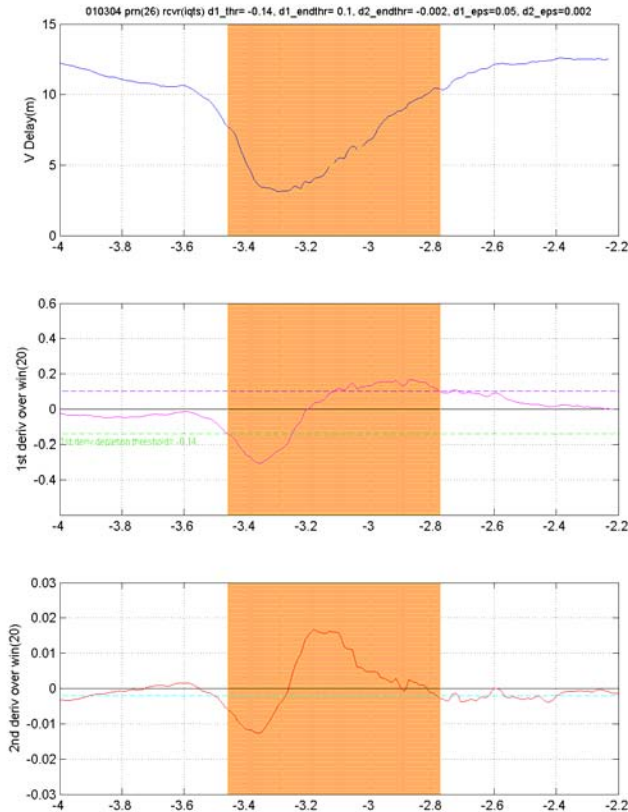 010304 prn(26) rcvr(iqts) d1_thr= -0.14, d1_endthr= 0.1, d2_endthr= -0.002, d1_eps=0.05, d2_eps=0.002
15
10
5
0
V Delay(m)
-4 -3.8 -3.6 -3.4 -3.2 -3 -2.8 -2.6 -2.4 -2.2
0.6
0.4
0.2
0
-0.2
-0.4
1st deriv over win(20)
1st deriv depletion threshold= -0.14
-4 -3.8 -3.6 -3.4 -3.2 -3 -2.8 -2.6 -2.4 -2.2
0.03
0.02
0.01
0
-0.01
-0.02
-0.03
2nd deriv over win(20)
-4 -3.8 -3.6 -3.4 -3.2 -3 -2.8 -2.6 -2.4 -2.2